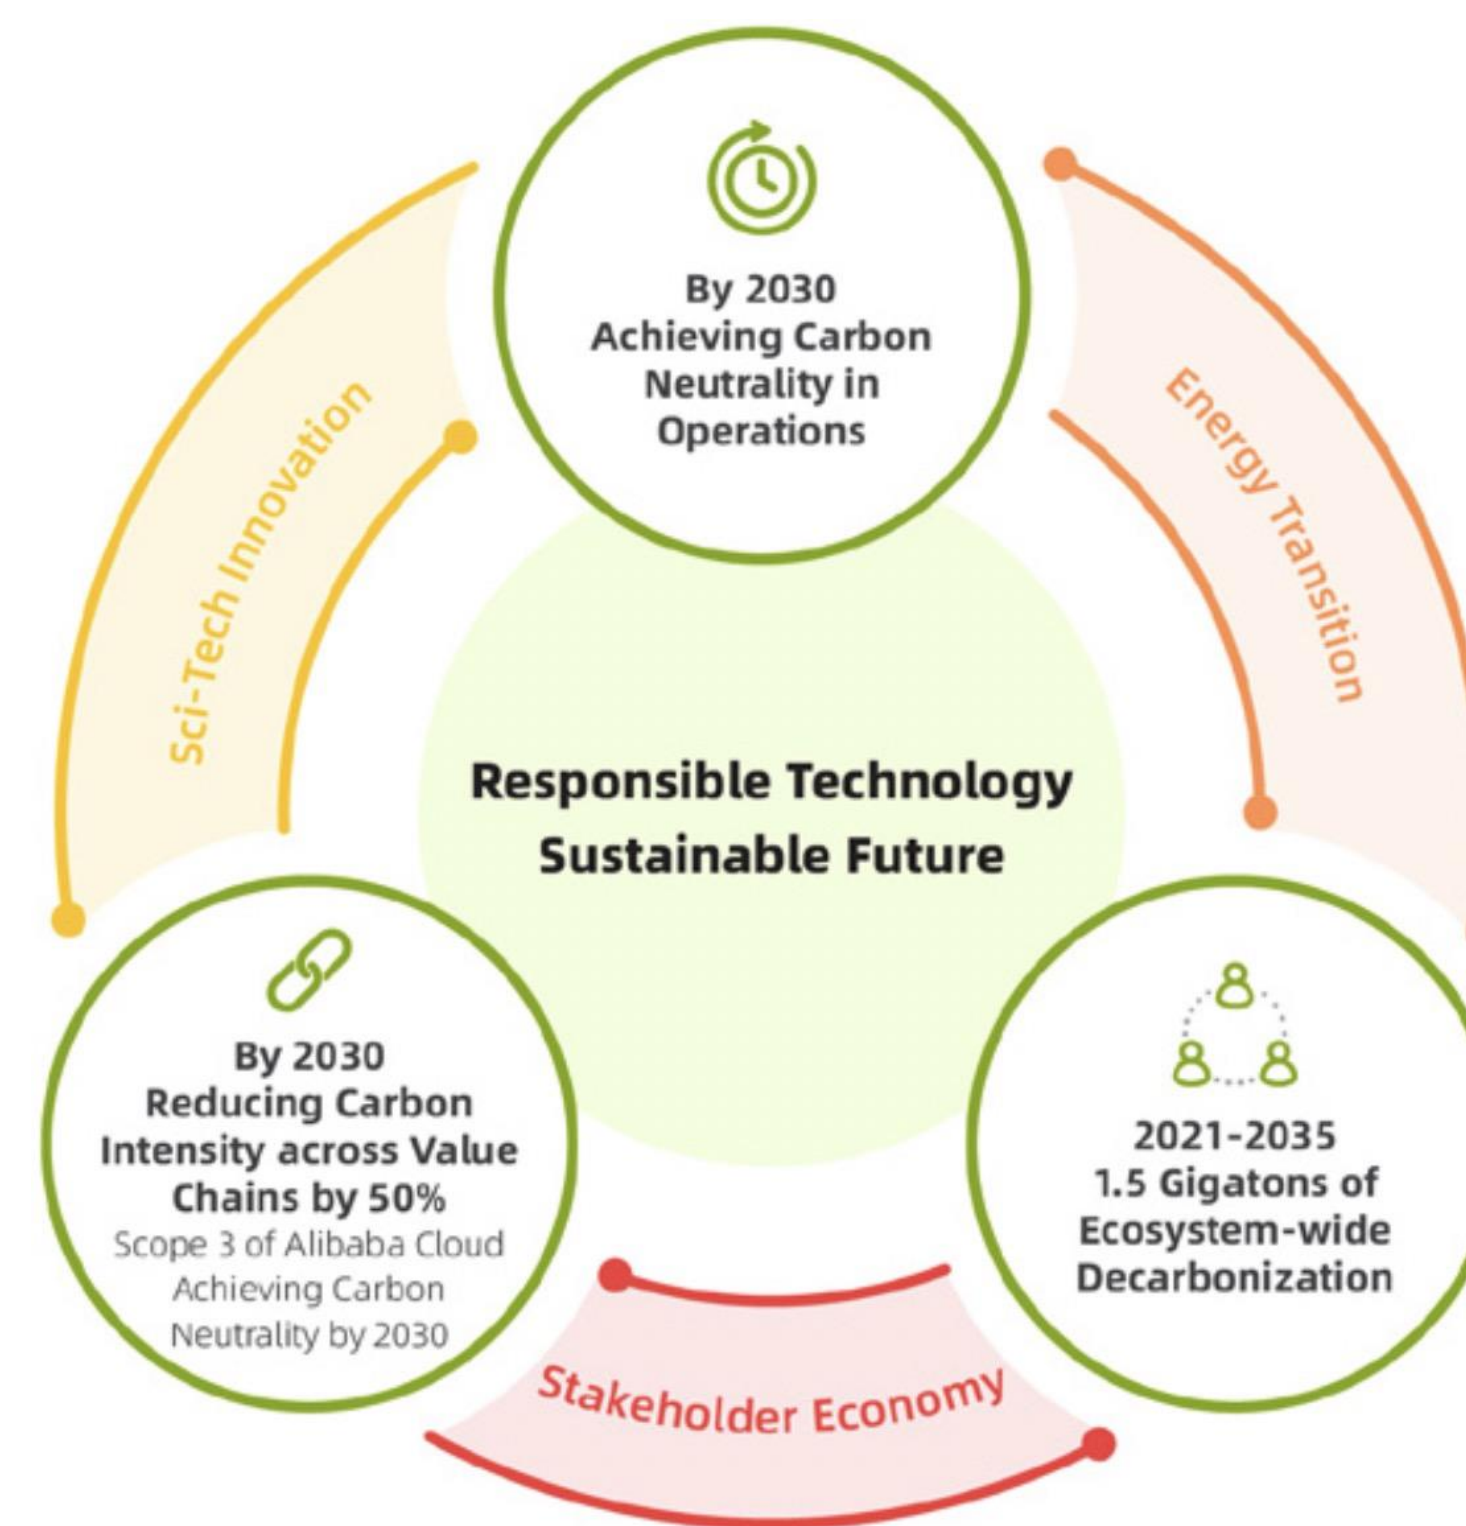 By 2030
Achieving Carbon
Neutrality in
Operations
Sci-Tech Innovation
Energy Transition
Responsible Technology
Sustainable Future
By 2030
Reducing Carbon
Intensity across Value
Chains by 50%
Scope 3 of Alibaba Cloud
Achieving Carbon
Neutrality by 2030
2021-2035
1.5 Gigatons of
Ecosystem-wide
Decarbonization
Stakeholder Economy